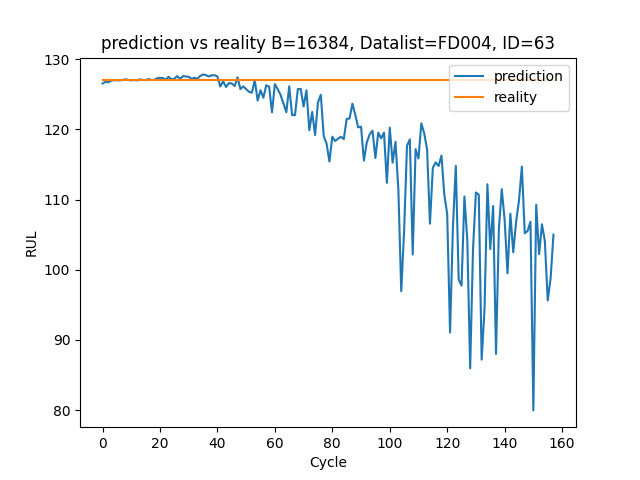 prediction vs reality B=16384, Datalist=FD004, ID=63
130
120
110
100
90
80
RUL
prediction
reality
0 20 40 60 80 100 120 140 160
Cycle